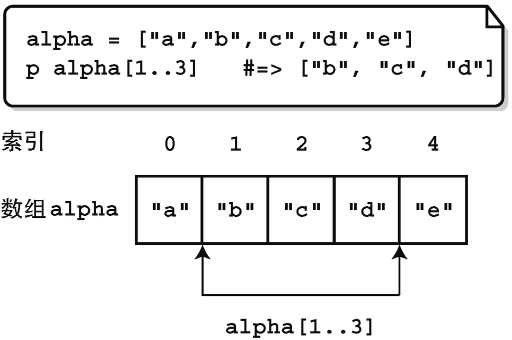 alpha = ["a","b","c","d","e"]
p alpha[1..3]   #=> ["b", "c", "d"]
索引 0 1 2 3 4
数组alpha "a" "b" "c" "d" "e"
alpha[1..3]